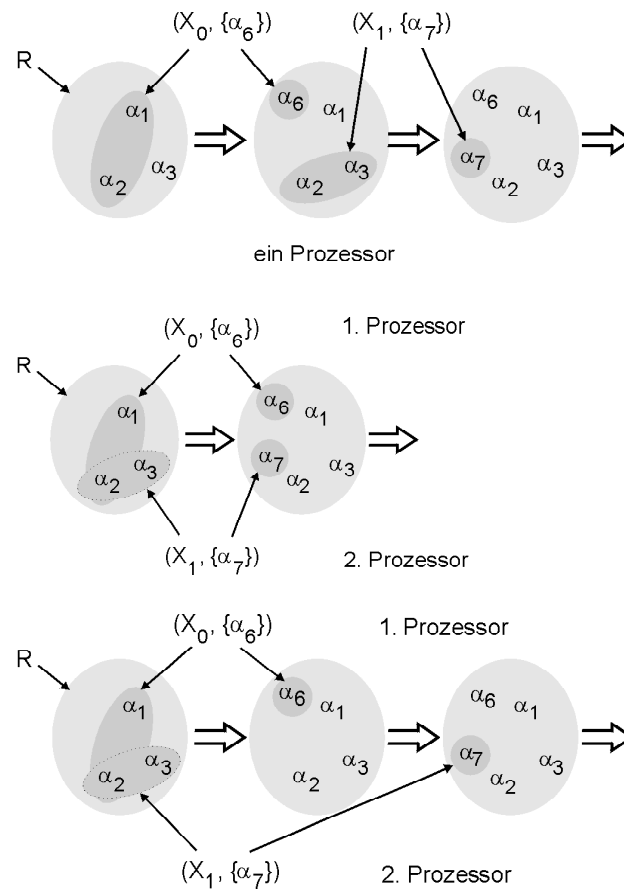 (X₀, {α₆}) (X₁, {α₇})
R
α₁ α₆ α₁ α₆ α₁
α₂ α₃ α₂ α₃ α₇ α₂ α₃
ein Prozessor
(X₀, {α₆}) 1. Prozessor
R
α₁ α₆ α₁
α₂ α₃ α₇ α₂ α₃
(X₁, {α₇}) 2. Prozessor
(X₀, {α₆}) 1. Prozessor
R
α₁ α₆ α₁ α₆ α₁
α₂ α₃ α₂ α₃ α₇ α₂ α₃
(X₁, {α₇}) 2. Prozessor